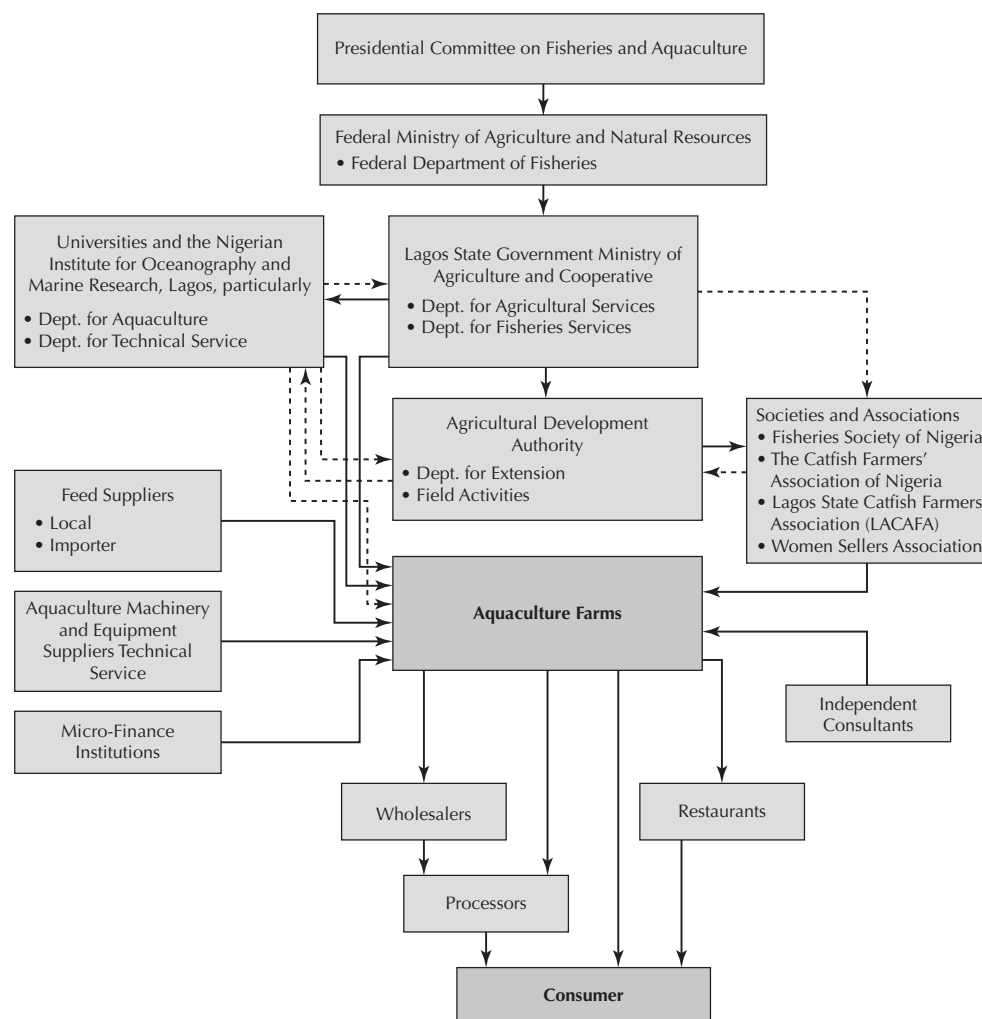 Presidential Committee on Fisheries and Aquaculture
Federal Ministry of Agriculture and Natural Resources
• Federal Department of Fisheries
Universities and the Nigerian
Institute for Oceanography and
Marine Research, Lagos, particularly
• Dept. for Aquaculture
• Dept. for Technical Service
Lagos State Government Ministry of
Agriculture and Cooperative
• Dept. for Agricultural Services
• Dept. for Fisheries Services
Agricultural Development
Authority
• Dept. for Extension
• Field Activities
Societies and Associations
• Fisheries Society of Nigeria
• The Catfish Farmers’
Association of Nigeria
• Lagos State Catfish Farmers
Association (LACAFA)
• Women Sellers Association
Feed Suppliers
• Local
• Importer
Aquaculture Machinery
and Equipment
Suppliers Technical
Service
Micro-Finance
Institutions
Aquaculture Farms
Independent
Consultants
Wholesalers
Restaurants
Processors
Consumer